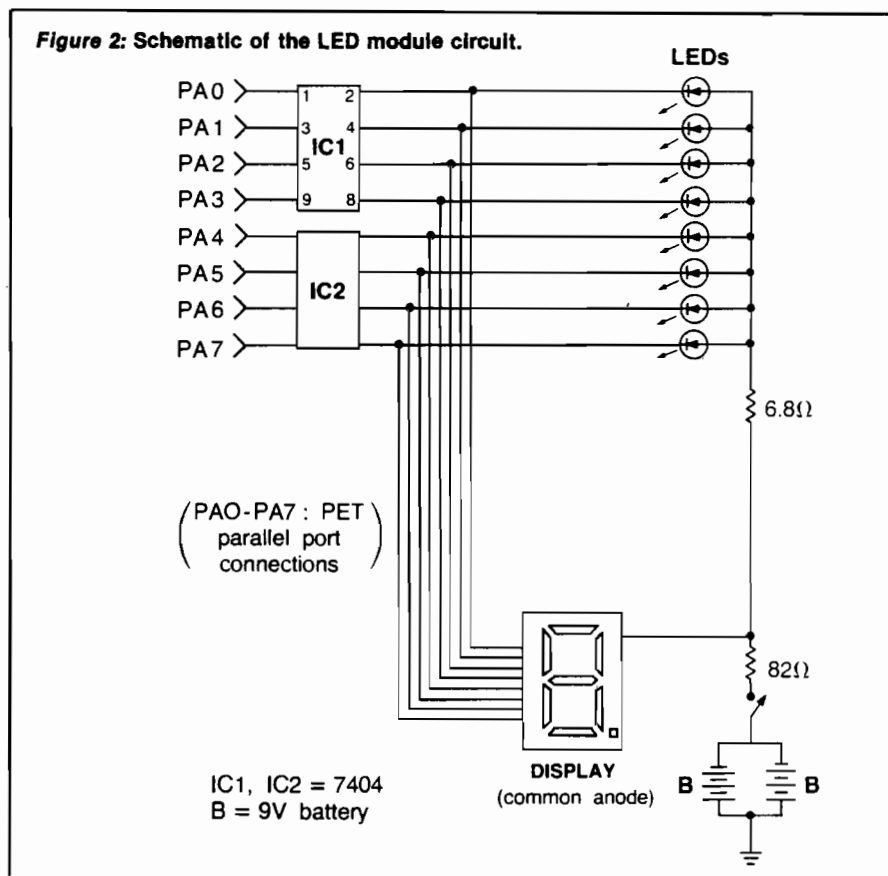 Figure 2: Schematic of the LED module circuit.
LEDs
PA0
PA1
PA2
PA3
PA4
PA5
PA6
PA7
1 2
3 4
IC1
5 6
9 8
IC2
6.8Ω
(PAO-PA7 : PET
parallel port
connections)
82Ω
DISPLAY
(common anode)
B B
IC1, IC2 = 7404
B = 9V battery